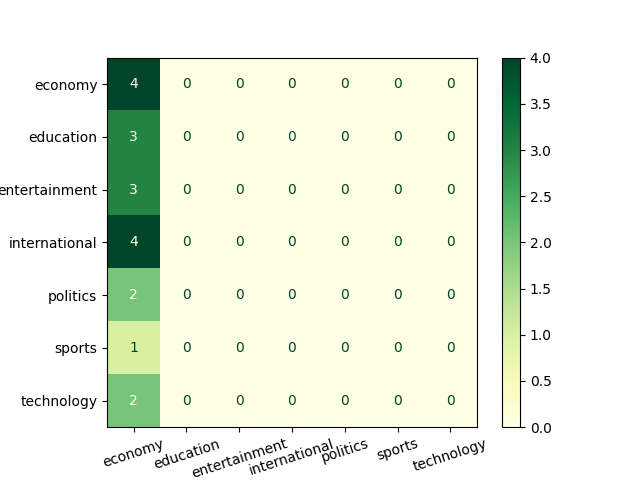 economy 4 0 0 0 0 0 0
education 3 0 0 0 0 0 0
entertainment 3 0 0 0 0 0 0
international 4 0 0 0 0 0 0
politics 2 0 0 0 0 0 0
sports 1 0 0 0 0 0 0
technology 2 0 0 0 0 0 0
economy education entertainment international politics sports technology
4.0
3.5
3.0
2.5
2.0
1.5
1.0
0.5
0.0